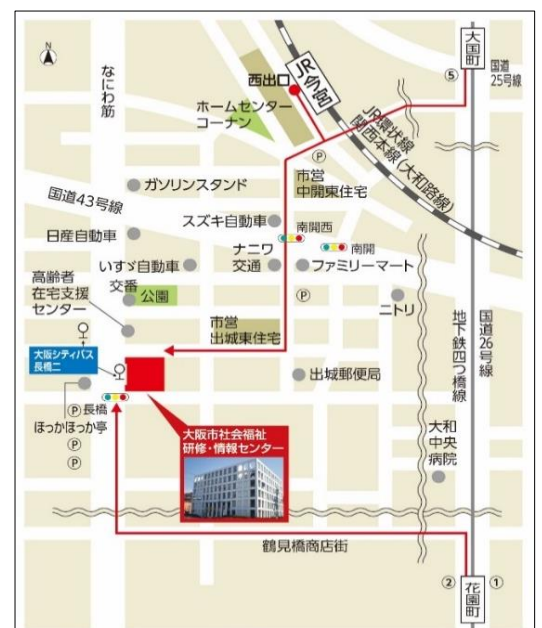 N
大国町
⑤
国道
25号線
なにわ筋
西出口
JR今宮
ホームセンター
コーナン
JR環状線
関西本線(大和路線)
Ⓟ
市営
中開東住宅
ガソリンスタンド
国道43号線
スズキ自動車
南開西
南開
日産自動車
ナニワ
交通
ファミリーマート
いすゞ自動車
高齢者
在宅支援
センター
交番
公園
Ⓟ
ニトリ
市営
出城東住宅
国道26号線
地下鉄四つ橋線
大阪シティバス
長橋二
出城郵便局
長橋
Ⓟ
ほっかほっか亭
Ⓟ
Ⓟ
大阪市社会福祉
研修・情報センター
大和
中央
病院
鶴見橋商店街
②
花園町
①